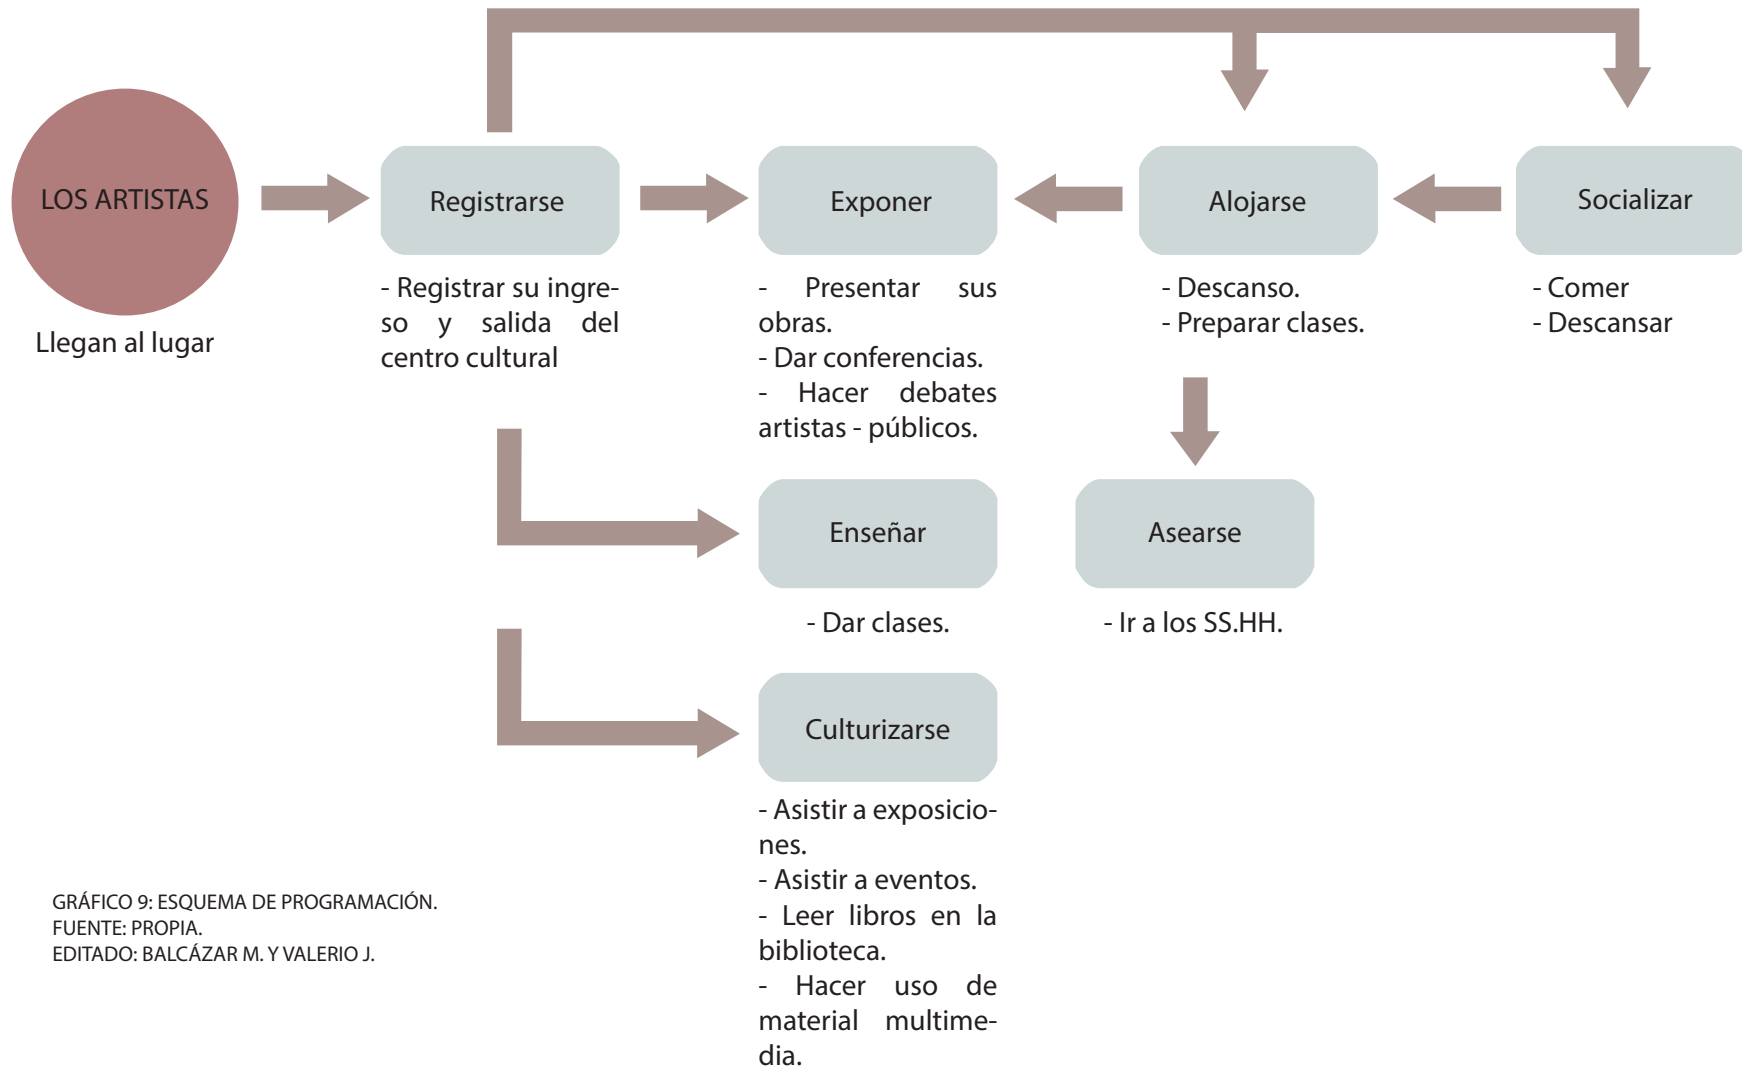 LOS ARTISTAS
Llegan al lugar
Registrarse
- Registrar su ingre-
so y salida del
centro cultural
Exponer
- Presentar sus
obras.
- Dar conferencias.
- Hacer debates
artistas - públicos.
Alojarse
- Descanso.
- Preparar clases.
Socializar
- Comer
- Descansar
Enseñar
- Dar clases.
Asearse
- Ir a los SS.HH.
Culturizarse
- Asistir a exposicio-
nes.
- Asistir a eventos.
- Leer libros en la
biblioteca.
- Hacer uso de
material multime-
dia.
GRÁFICO 9: ESQUEMA DE PROGRAMACIÓN.
FUENTE: PROPIA.
EDITADO: BALCÁZAR M. Y VALERIO J.